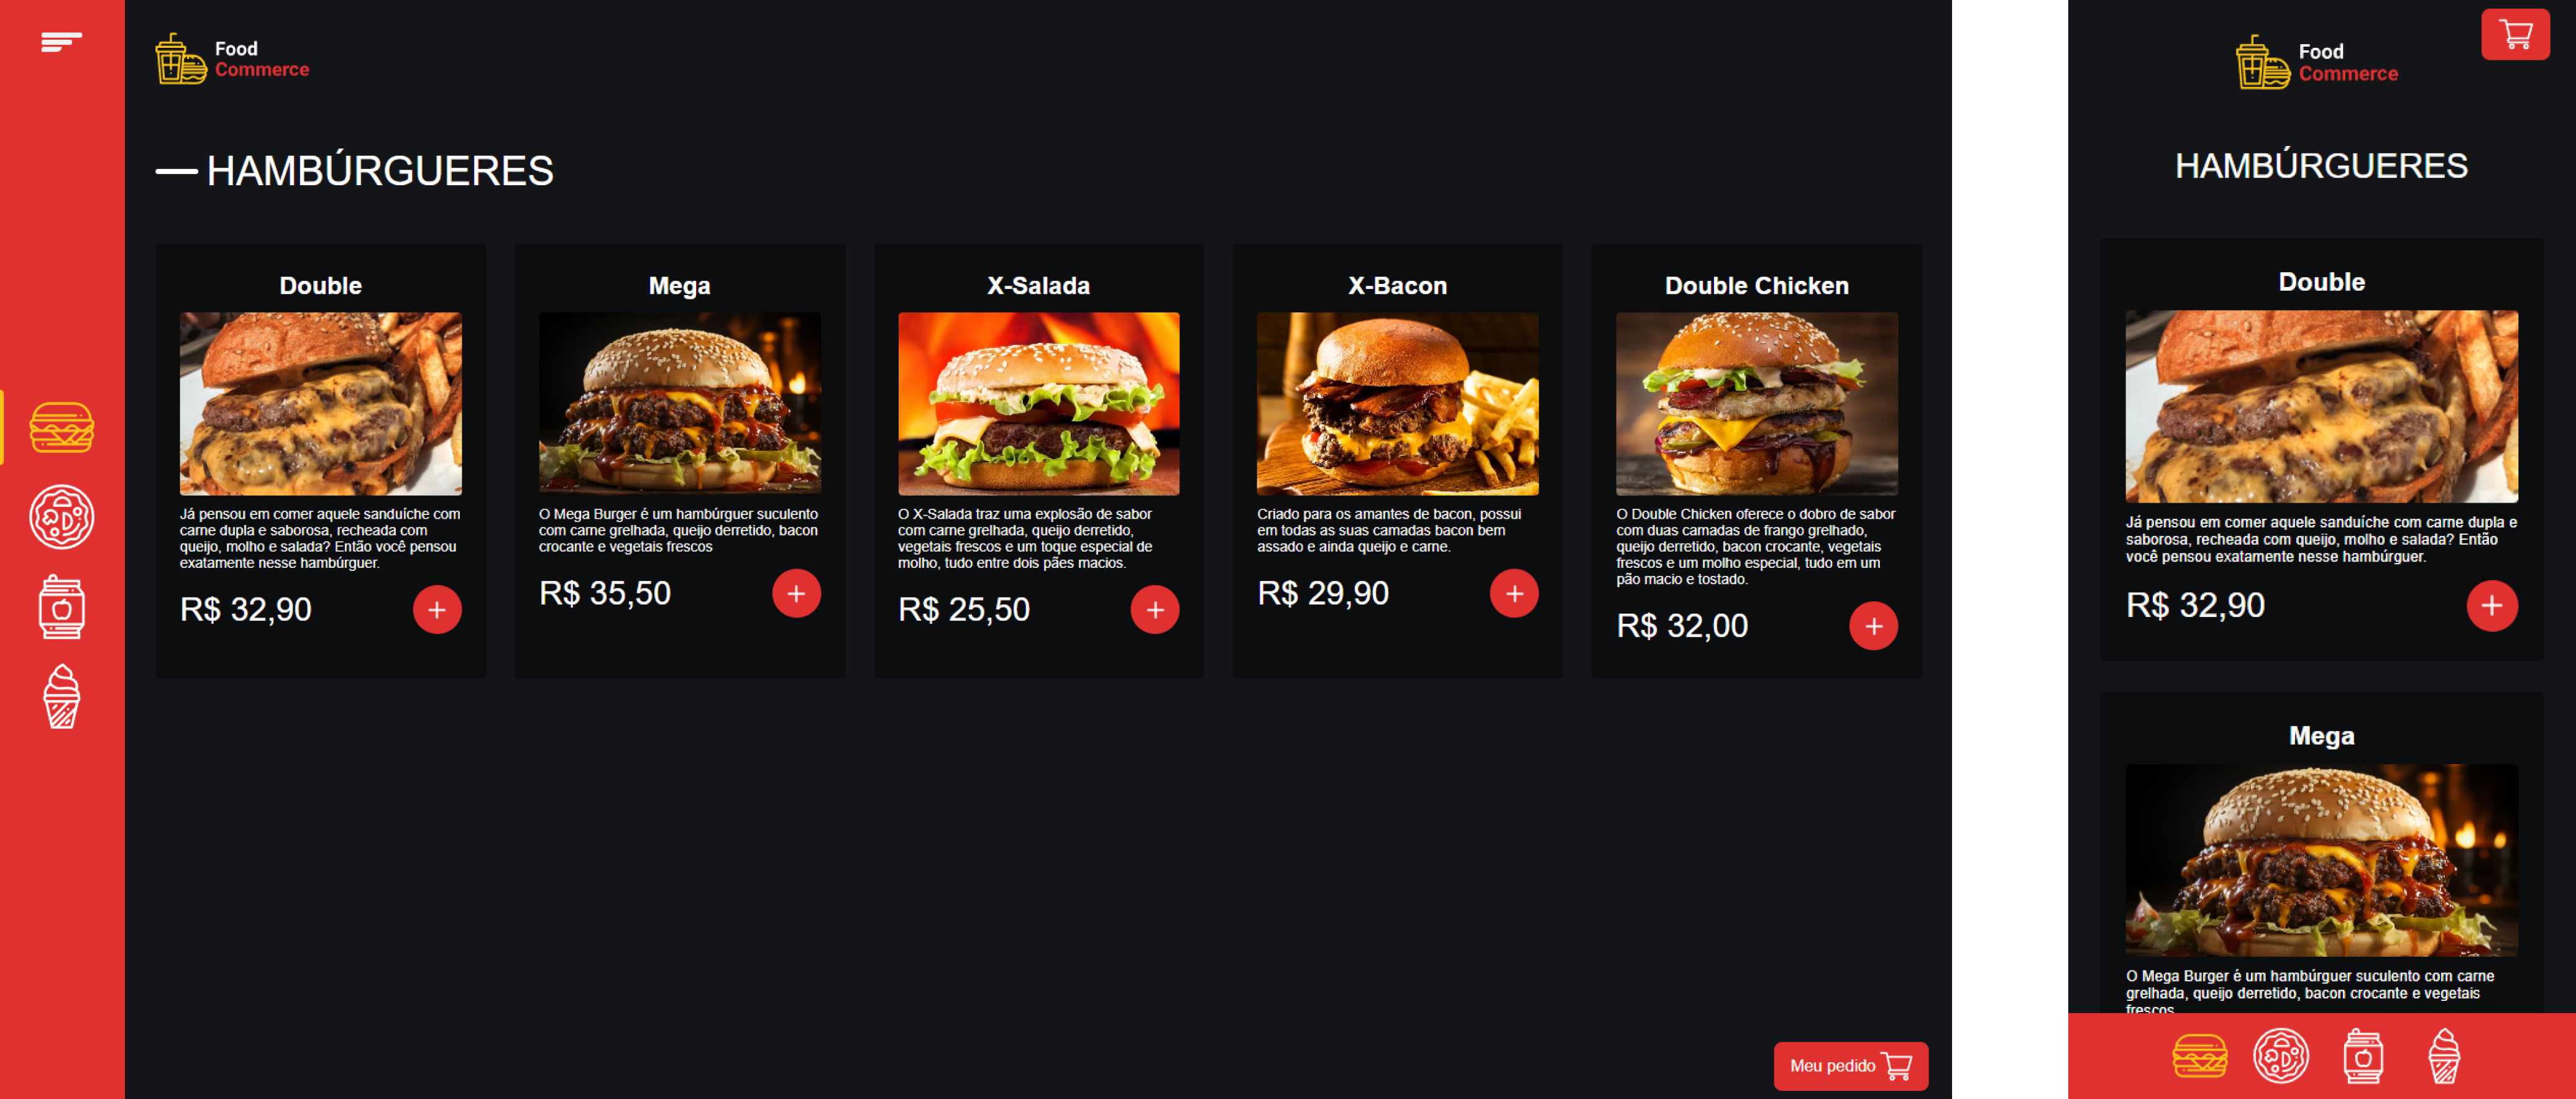 Food
Commerce
HAMBÚRGUERES
Double
Já pensou em comer aquele sanduíche com
carne dupla e saborosa, recheada com
queijo, molho e salada? Então você pensou
exatamente nesse hambúrguer.
R$ 32,90
Mega
O Mega Burger é um hambúrguer suculento
com carne grelhada, queijo derretido, bacon
crocante e vegetais frescos
R$ 35,50
X-Salada
O X-Salada traz uma explosão de sabor
com carne grelhada, queijo derretido,
vegetais frescos e um toque especial de
molho, tudo entre dois pães macios.
R$ 25,50
X-Bacon
Criado para os amantes de bacon, possui
em todas as suas camadas bacon bem
assado e ainda queijo e carne.
R$ 29,90
Double Chicken
O Double Chicken oferece o dobro de sabor
com duas camadas de frango grelhado,
queijo derretido, bacon crocante, vegetais
frescos e um molho especial, tudo em um
pão macio e tostado.
R$ 32,00
Meu pedido
Food
Commerce
HAMBÚRGUERES
Double
Já pensou em comer aquele sanduíche com carne dupla e
saborosa, recheada com queijo, molho e salada? Então
você pensou exatamente nesse hambúrguer.
R$ 32,90
Mega
O Mega Burger é um hambúrguer suculento com carne
grelhada, queijo derretido, bacon crocante e vegetais
frescos